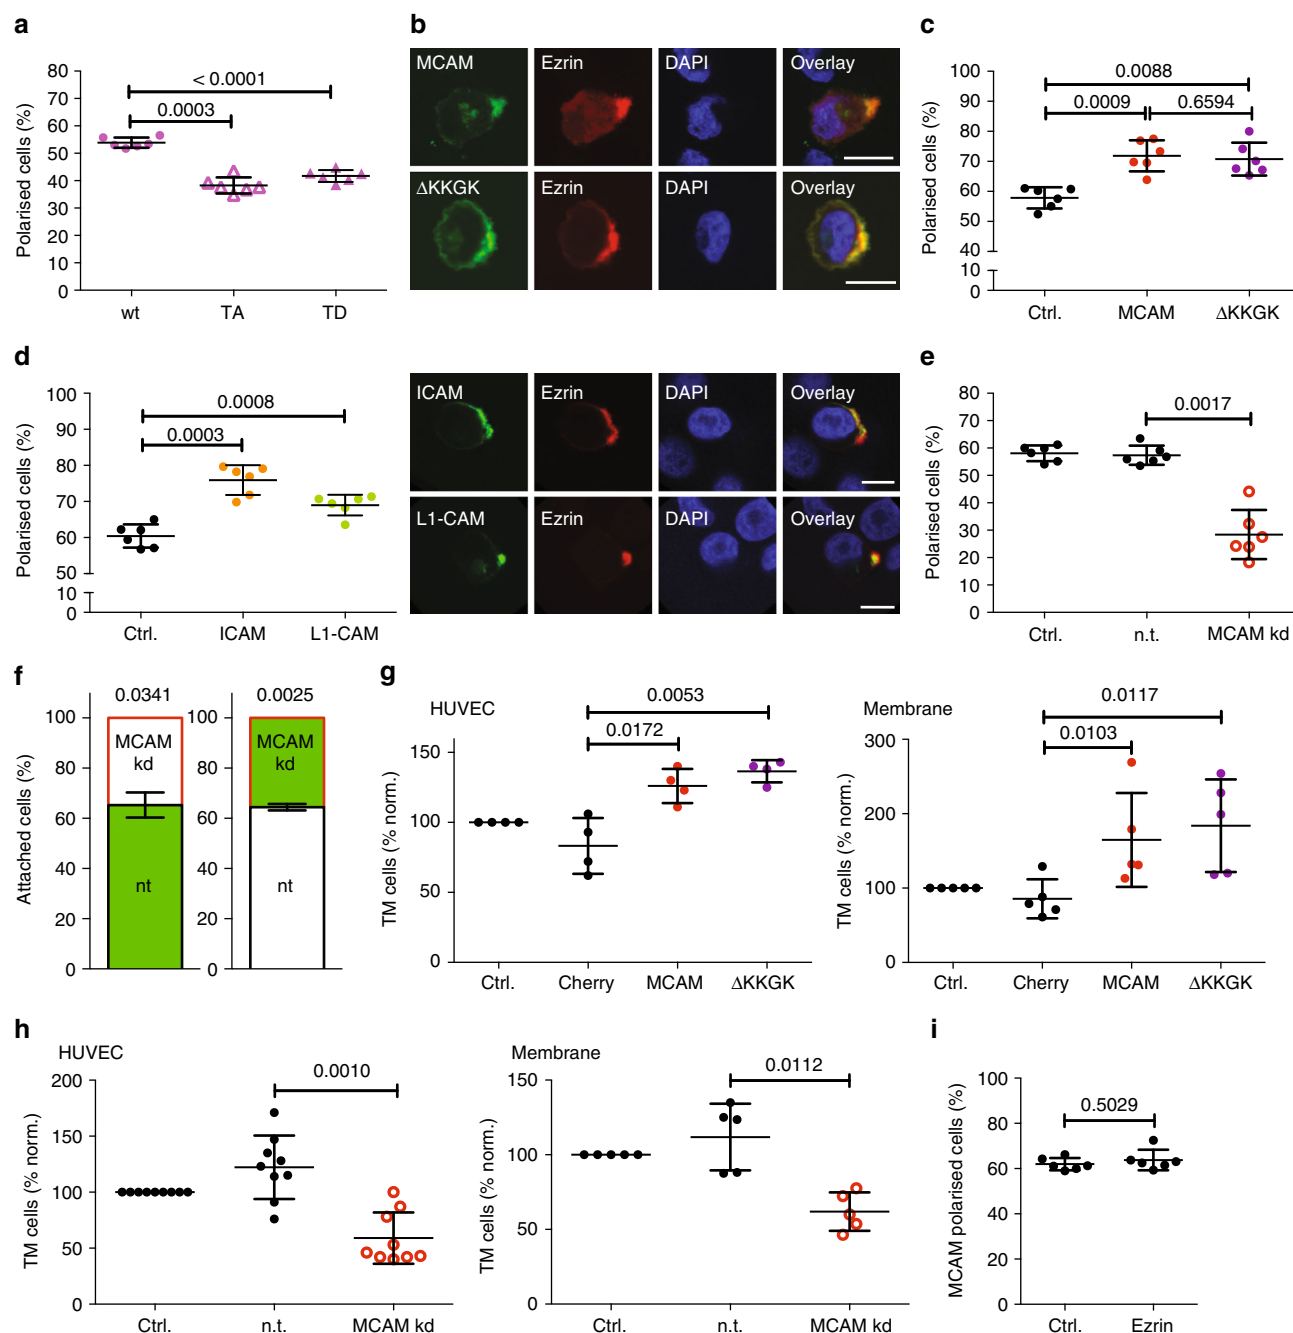 a
Polarised cells (%)
80
70
60
50
40
30
20
10
0
< 0.0001
0.0003
wt TA TD
b
MCAM Ezrin DAPI Overlay
ΔKKGK Ezrin DAPI Overlay
c
Polarised cells (%)
100
90
80
70
60
50
40
10
0
0.0088
0.0009 0.6594
Ctrl. MCAM ΔKKGK
d
Polarised cells (%)
100
90
80
70
60
50
10
0
0.0008
0.0003
Ctrl. ICAM L1-CAM
ICAM Ezrin DAPI Overlay
L1-CAM Ezrin DAPI Overlay
e
Polarised cells (%)
80
70
60
50
40
30
20
10
0
0.0017
Ctrl. n.t. MCAM kd
f
Attached cells (%)
0.0341 0.0025
100 100
80 80
60 60
40 40
20 20
0 0
MCAM kd MCAM kd
nt nt
g
HUVEC
TM cells (% norm.)
150
100
50
0
0.0053
0.0172
Ctrl. Cherry MCAM ΔKKGK
Membrane
TM cells (% norm.)
300
200
100
0
0.0117
0.0103
Ctrl. Cherry MCAM ΔKKGK
h
HUVEC
TM cells (% norm.)
200
150
100
50
0
0.0010
Ctrl. n.t. MCAM kd
Membrane
TM cells (% norm.)
150
100
50
0
0.0112
Ctrl. n.t. MCAM kd
i
MCAM polarised cells (%)
100
80
60
40
20
0
0.5029
Ctrl. Ezrin